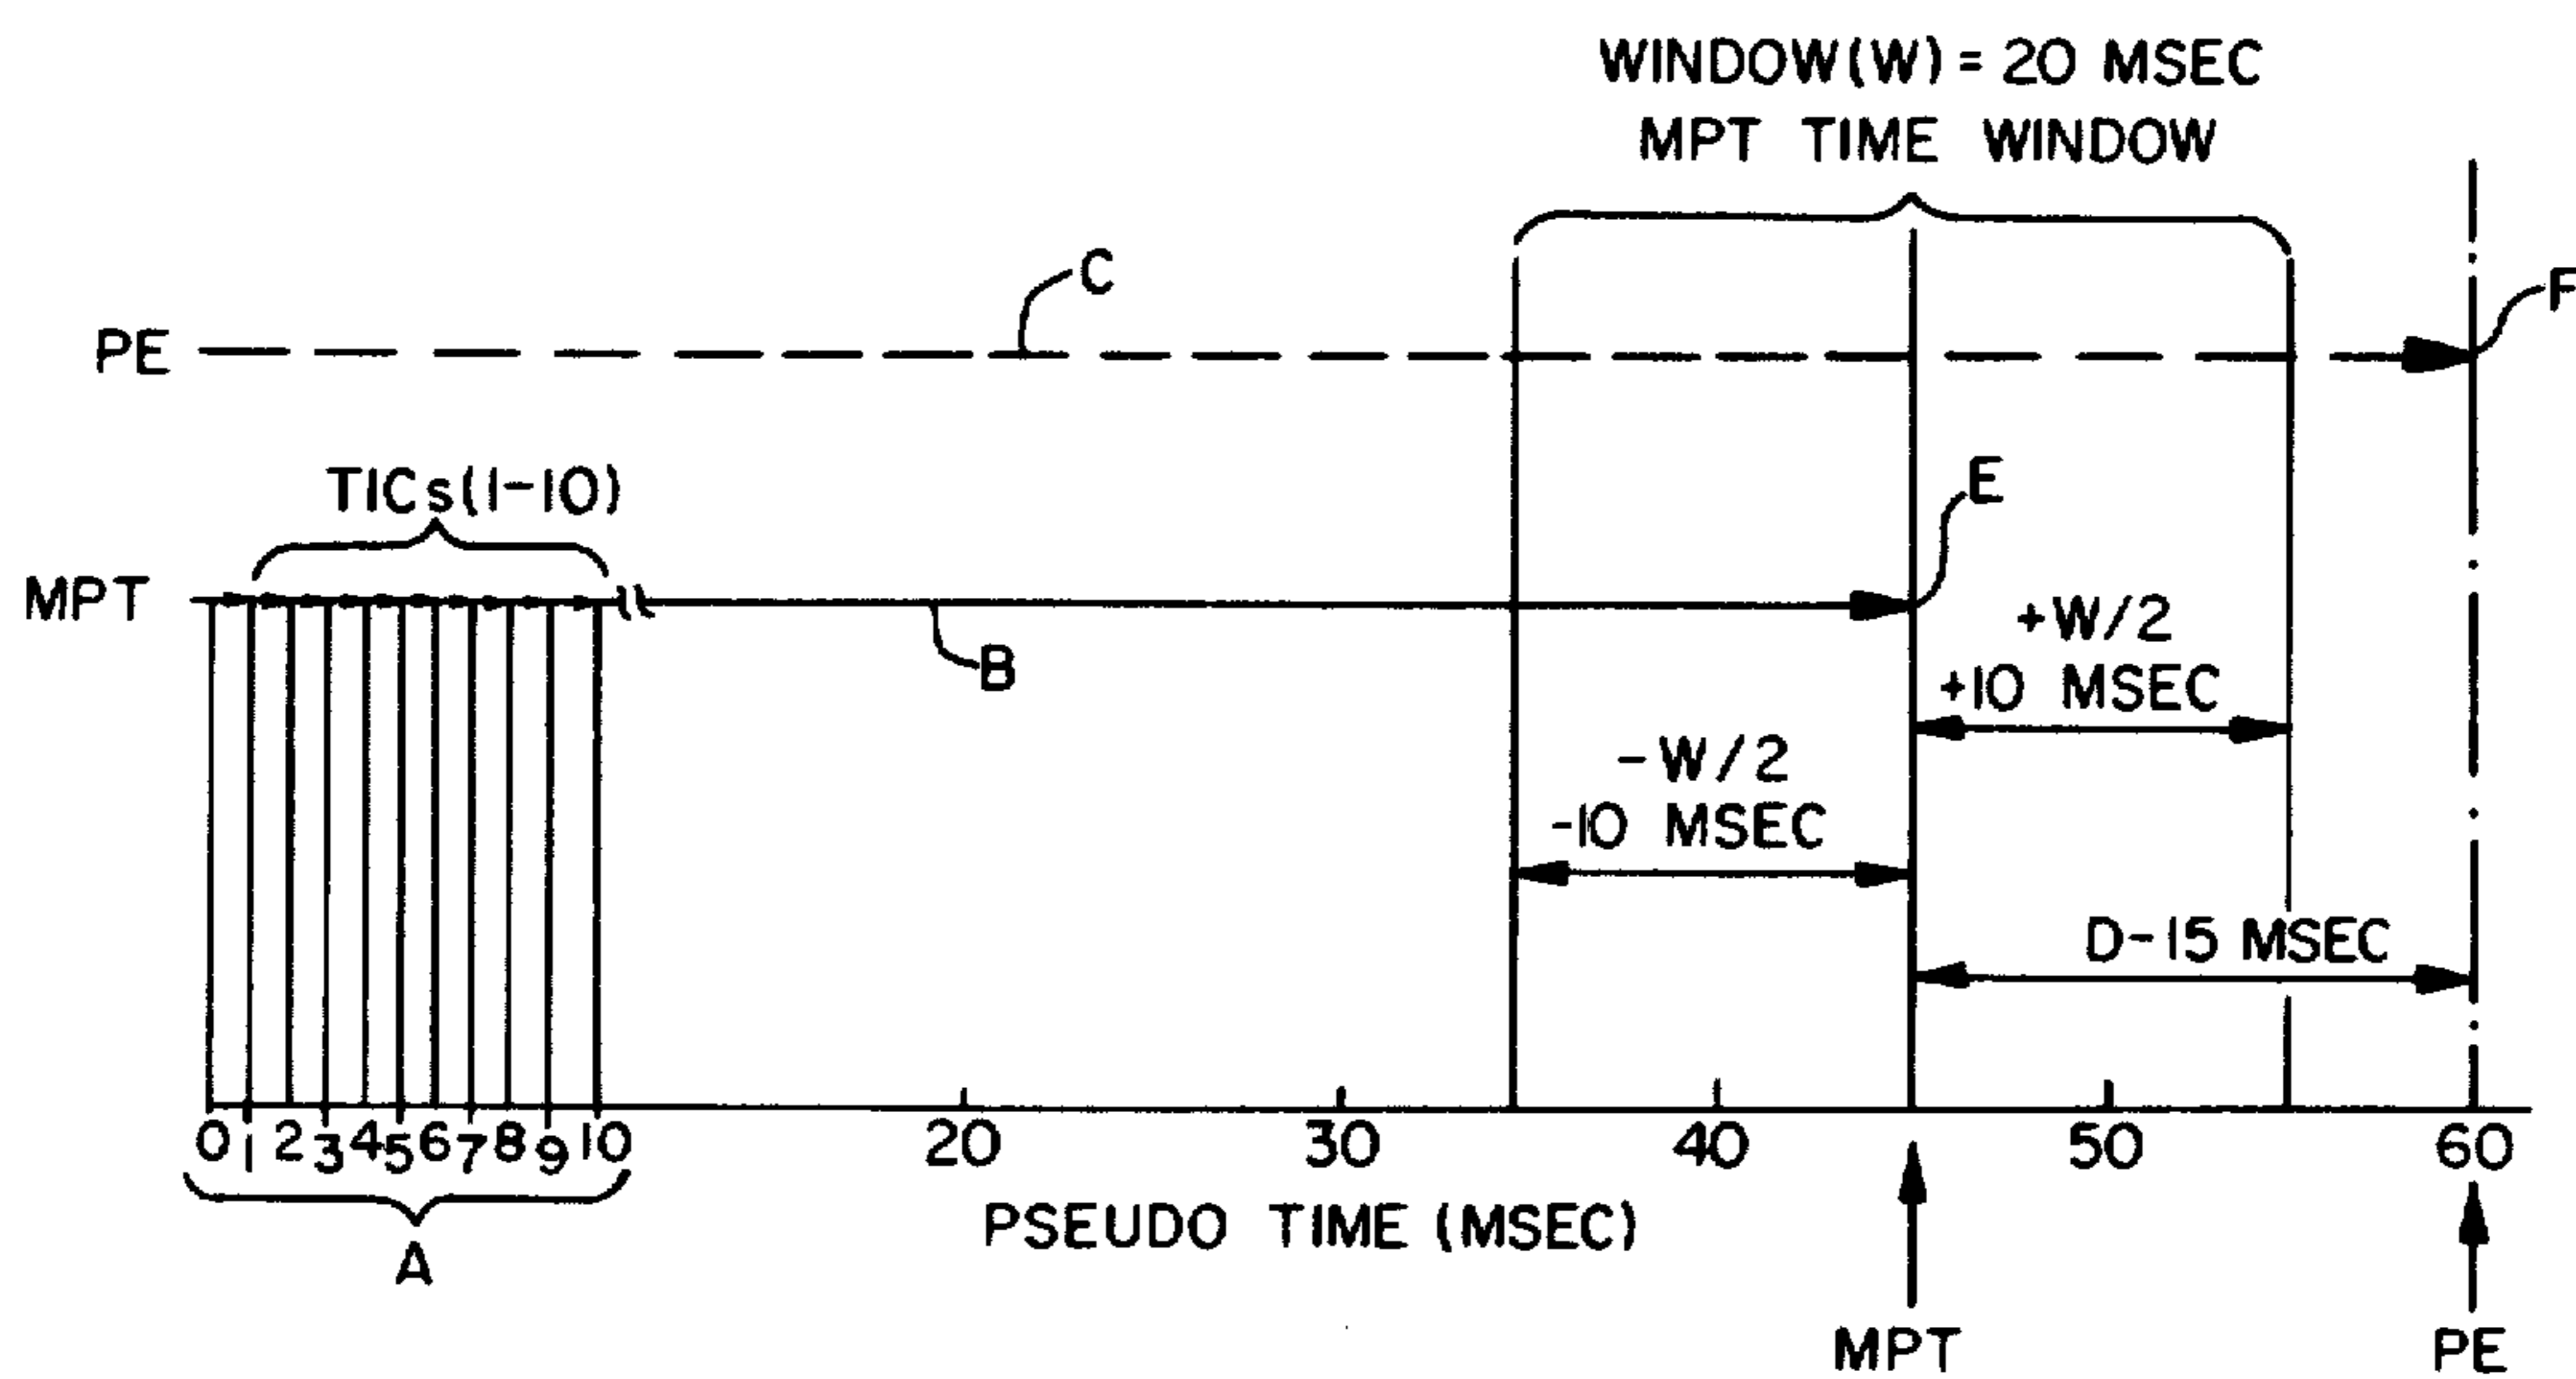 WINDOW(W) = 20 MSEC
MPT TIME WINDOW
C
F
PE
TICs(1-10)
E
MPT
B
+W/2
+10 MSEC
-W/2
-10 MSEC
D-15 MSEC
0 1 2 3 4 5 6 7 8 9 10 20 30 40 50 60
PSEUDO TIME (MSEC)
A
MPT
PE